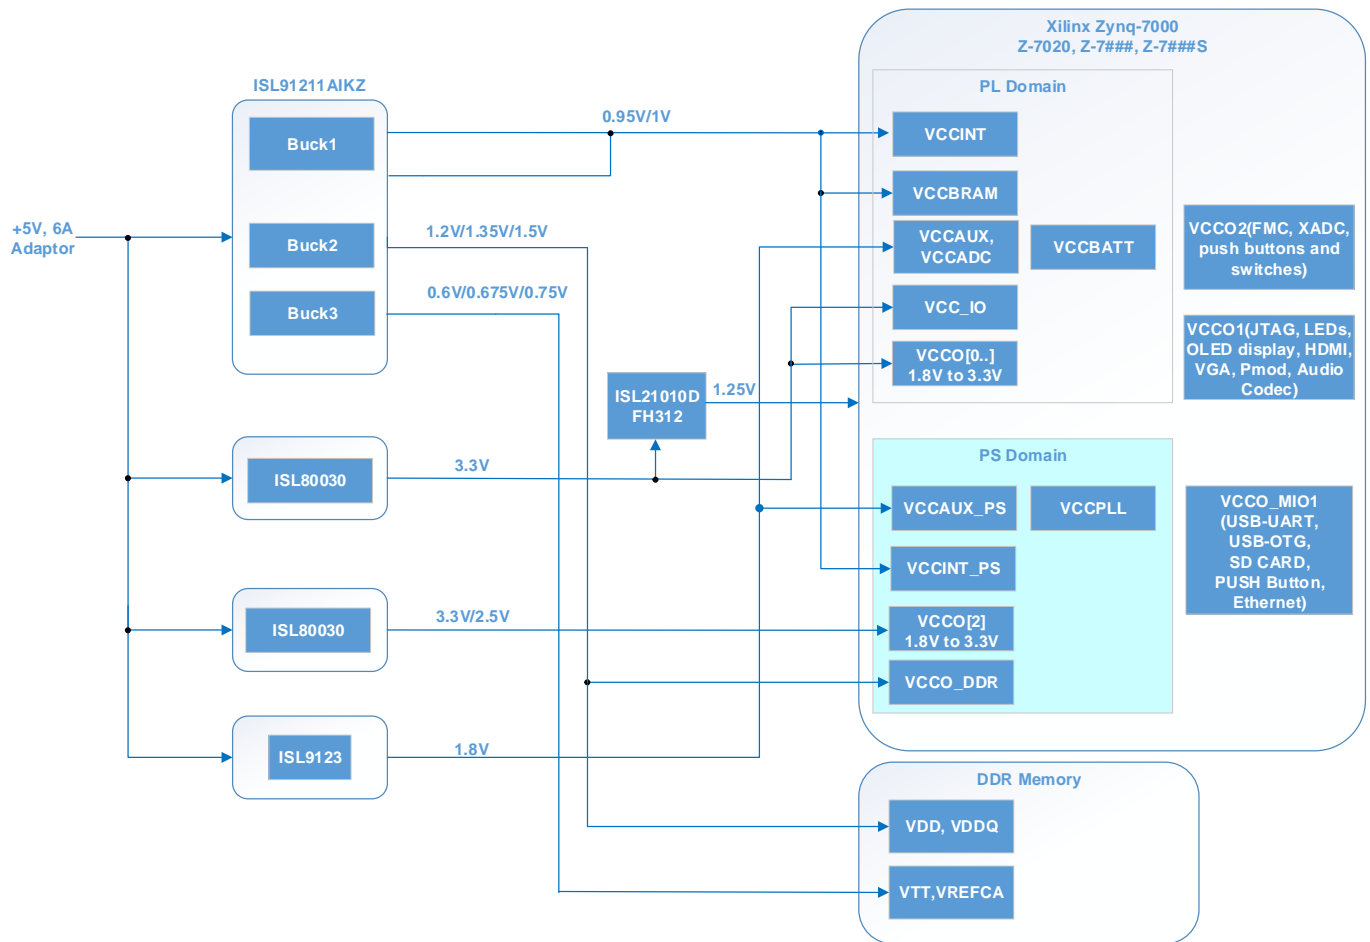 Xilinx Zynq-7000
Z-7020, Z-7###, Z-7###S
ISL91211AIKZ
PL Domain
0.95V/1V
Buck1
VCCINT
VCCBRAM
+5V, 6A
Adaptor
Buck2
1.2V/1.35V/1.5V
VCCAUX,
VCCADC
VCCBATT
VCCO2(FMC, XADC,
push buttons and
switches)
Buck3
0.6V/0.675V/0.75V
VCC_IO
VCCO[0..]
1.8V to 3.3V
VCCO1(JTAG, LEDs,
OLED display, HDMI,
VGA, Pmod, Audio
Codec)
ISL21010D
FH312
1.25V
PS Domain
ISL80030
3.3V
VCCAUX_PS
VCCPLL
VCCO_MIO1
(USB-UART,
USB-OTG,
SD CARD,
PUSH Button,
Ethernet)
VCCINT_PS
ISL80030
3.3V/2.5V
VCCO[2]
1.8V to 3.3V
VCCO_DDR
ISL9123
1.8V
DDR Memory
VDD, VDDQ
VTT,VREFCA